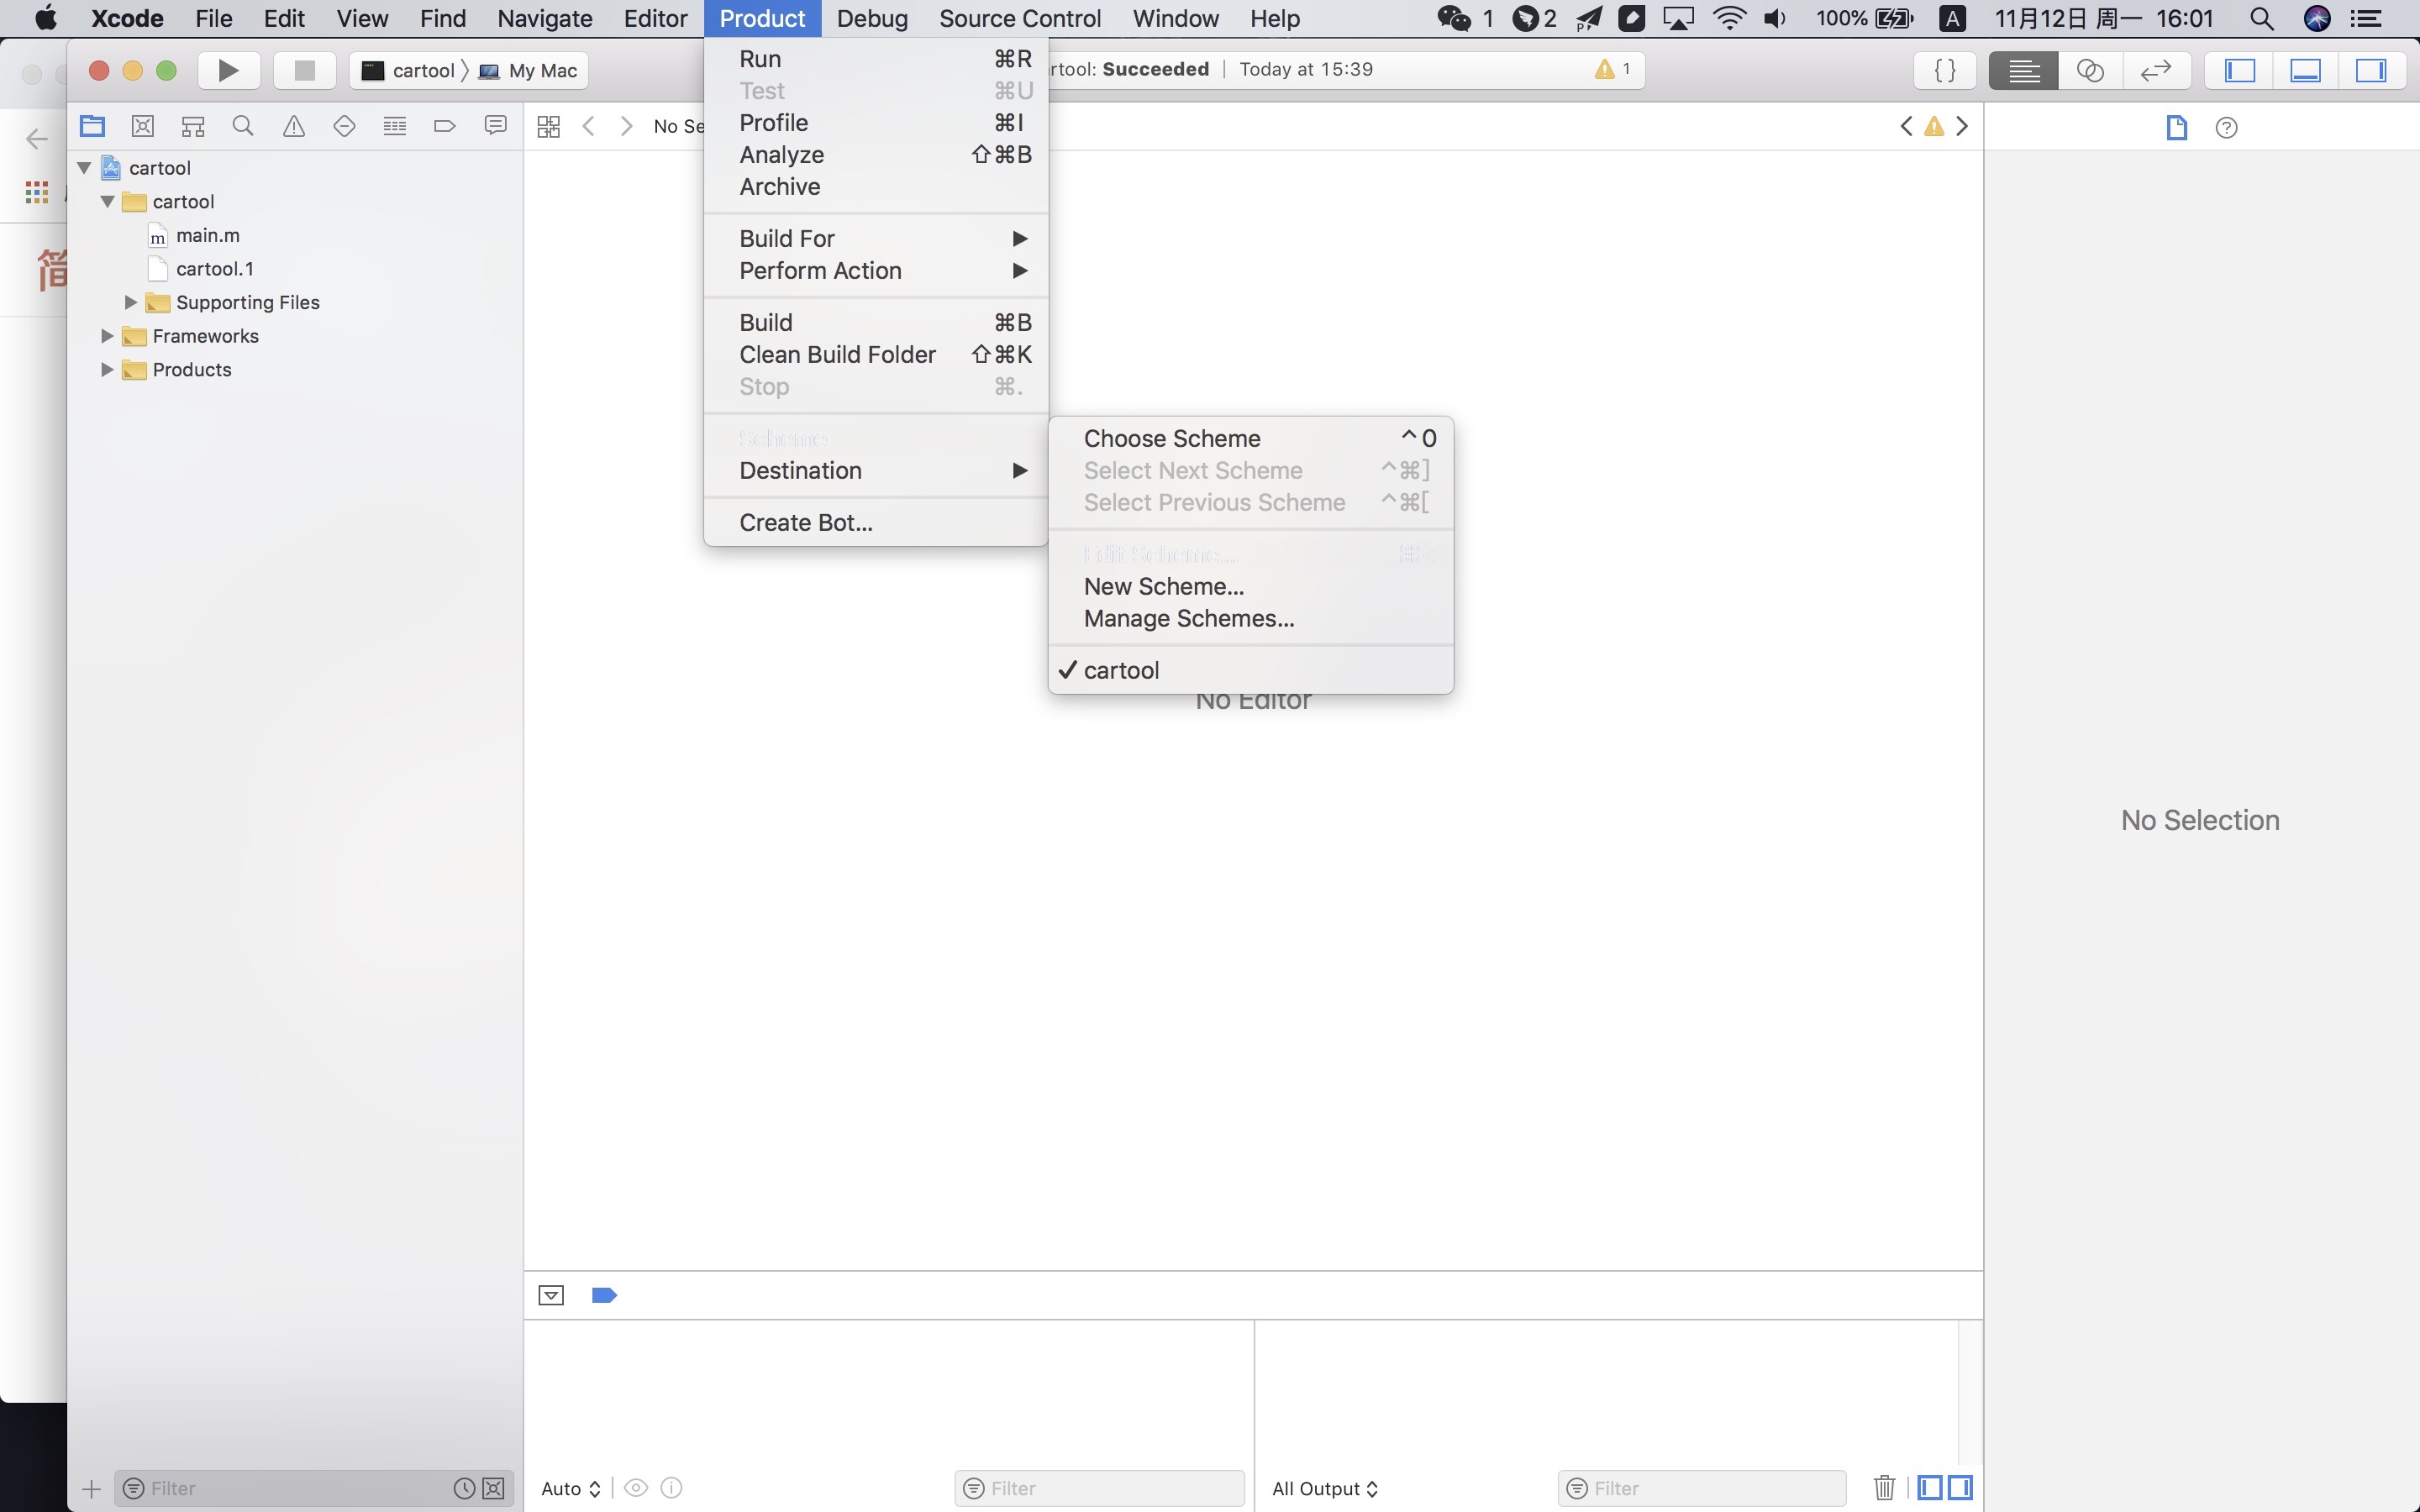 Xcode File Edit View Find Navigate Editor Product Debug Source Control Window Help 1 2 100% A 11月12日 周一 16:01
cartool 〉 My Mac
rtool: Succeeded | Today at 15:39 1
{ }
No Se
cartool
cartool
m main.m
cartool.1
Supporting Files
Frameworks
Products
简
Run ⌘R
Test ⌘U
Profile ⌘I
Analyze ⇧⌘B
Archive
Build For ▶
Perform Action ▶
Build ⌘B
Clean Build Folder ⇧⌘K
Stop ⌘.
Scheme
Destination ▶
Create Bot...
Choose Scheme ^0
Select Next Scheme ^⌘]
Select Previous Scheme ^⌘[
Edit Scheme... ⌘<
New Scheme...
Manage Schemes...
✓ cartool
No Editor
No Selection
Filter
Auto
Filter
All Output
Filter